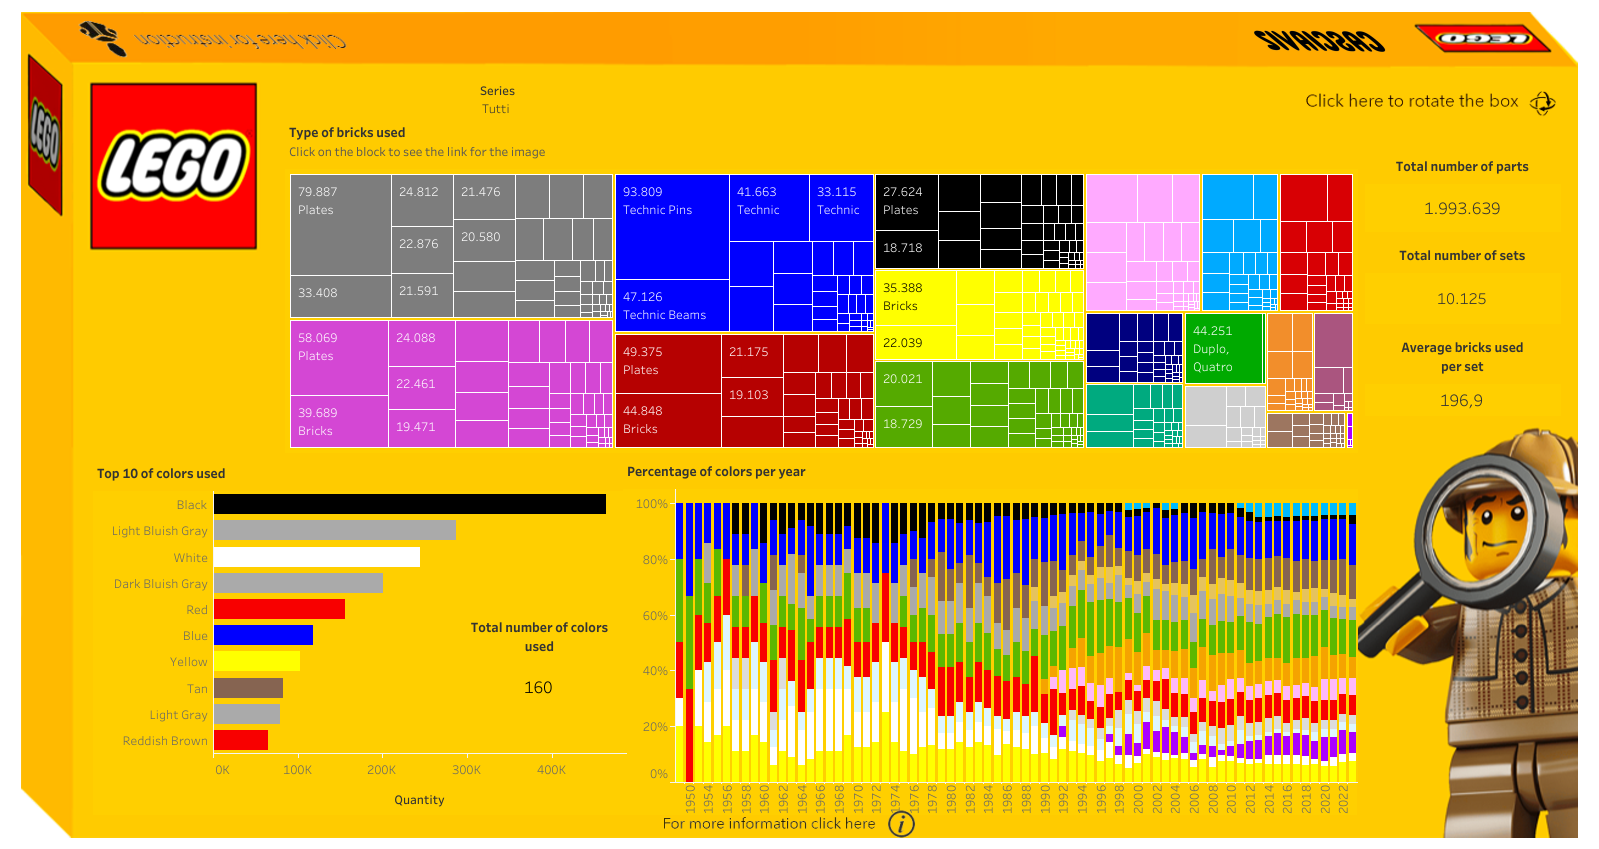 Click here for instruction
CASCHAVIS
LEGO
LEGO
LEGO
Series
Tutti
Click here to rotate the box
Type of bricks used
Click on the block to see the link for the image
79.887
Plates
24.812
21.476
22.876
20.580
33.408
21.591
93.809
Technic Pins
41.663
Technic
33.115
Technic
47.126
Technic Beams
27.624
Plates
18.718
35.388
Bricks
22.039
58.069
Plates
24.088
22.461
39.689
Bricks
19.471
49.375
Plates
21.175
19.103
44.848
Bricks
20.021
18.729
44.251
Duplo,
Quatro
Total number of parts
1.993.639
Total number of sets
10.125
Average bricks used
per set
196,9
Top 10 of colors used
Black
Light Bluish Gray
White
Dark Bluish Gray
Red
Blue
Yellow
Tan
Light Gray
Reddish Brown
0K 100K 200K 300K 400K
Quantity
Total number of colors
used
160
Percentage of colors per year
100%
80%
60%
40%
20%
0%
1950 1954 1956 1958 1960 1962 1964 1966 1968 1970 1972 1974 1976 1978 1980 1982 1984 1986 1988 1990 1992 1994 1996 1998 2000 2002 2004 2006 2008 2010 2012 2014 2016 2018 2020 2022
For more information click here
i